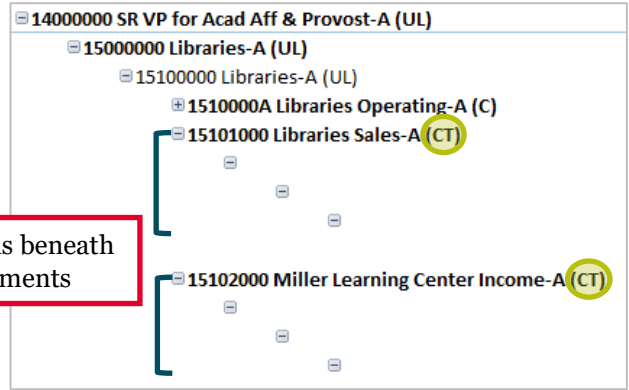 14000000 SR VP for Acad Aff & Provost-A (UL)
15000000 Libraries-A (UL)
15100000 Libraries-A (UL)
1510000A Libraries Operating-A (C)
15101000 Libraries Sales-A (CT)
beneath
15102000 Miller Learning Center Income-A (CT)